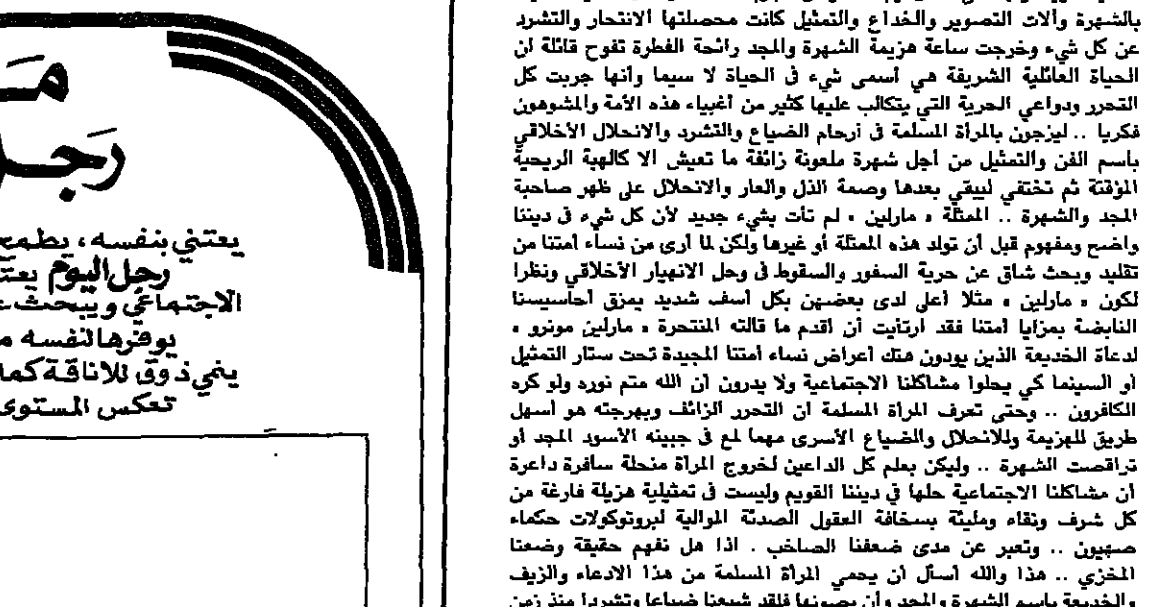 بالشهرة وآلات التصوير والخداع والتمثيل كانت محصلتها الانتحار والتشرد
عن كل شيء وخرجت ساعة هزيمة الشهرة والمجد رائحة الفطرة تفوح قائلة ان
الحياة العائلية الشريفة هي أسمى شيء في الحياة لا سيما وأنها جربت كل
التحرر ودواعي الحرية التي يتكالب عليها كثير من أغبياء هذه الأمة والمشوهون
فكريا .. ليزجون بالمرأة المسلمة في أرحام الضياع والتشرد والانحلال الأخلاقي
باسم الفن والتمثيل من أجل شهرة ملعونة زائفة ما تعيش الا كالهبة الريحية
المؤقتة ثم تختفي ليبقي بعدها وصمة الذل والعار والانحلال على ظهر صاحبة
المجد والشهرة .. الممثلة « مارلين » لم تأت بشيء جديد لأن كل شيء في ديننا
واضح ومفهوم قبل أن تولد هذه الممثلة أو غيرها ولكن لما أرى من نساء أمتنا من
تقليد وبحث شاق عن حرية السفور والسقوط في وحل الانهيار الأخلاقي ونظرا
لكون « مارلين » مثلا أعلى لدى بعضهن بكل أسف شديد يمزق أحاسيسنا
النابضة بمزايا أمتنا فقد ارتأيت أن أقدم ما قالته المنتحرة « مارلين مونرو »
لدعاة الخديعة الذين يودون هتك أعراض نساء أمتنا المجيدة تحت ستار التمثيل
أو السينما كي يحلوا مشاكلنا الاجتماعية ولا يدرون أن الله متم نوره ولو كره
الكافرون .. وحتى تعرف المرأة المسلمة ان التحرر الزائف وبهرجته هو أسهل
طريق للهزيمة وللانحلال والضياع الأسرى مهما لمع في جبينه الأسود المجد أو
تراقصت الشهرة .. وليكن بعلم كل الداعين لخروج المرأة منحلة سافرة داعرة
أن مشاكلنا الاجتماعية حلها في ديننا القويم وليست في تمثيلية هزيلة فارغة من
كل شرف ونقاء ومليئة بسخافة العقول الصدئة الموالية لبروتوكولات حكماء
صهيون .. وتعبر عن مدى ضعفنا الصاخب . اذا هل نفهم حقيقة وضعنا
المخزي .. هذا والله أسأل أن يحمي المرأة المسلمة من هذا الادعاء والزيف
والخديعة باسم الشهرة والمجد وأن يصونها فلقد شبعنا ضياعا وتشردا منذ زمن
رجل
يعتني بنفسه، يطمح
رجل اليوم
الاجتماعي ويبحث
يوفرها لنفسه
ينمي ذوق للاناقة كما
تعكس المستوى